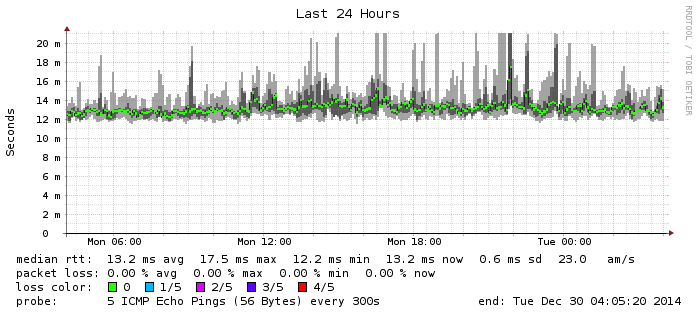 Last 24 Hours
RRDTOOL / TOBI OETIKER
Seconds
20 m
18 m
16 m
14 m
12 m
10 m
8 m
6 m
4 m
2 m
0
Mon 06:00 Mon 12:00 Mon 18:00 Tue 00:00
median rtt: 13.2 ms avg 17.5 ms max 12.2 ms min 13.2 ms now 0.6 ms sd 23.0 am/s
packet loss: 0.00 % avg 0.00 % max 0.00 % min 0.00 % now
loss color: 0 1/5 2/5 3/5 4/5
probe: 5 ICMP Echo Pings (56 Bytes) every 300s end: Tue Dec 30 04:05:20 2014